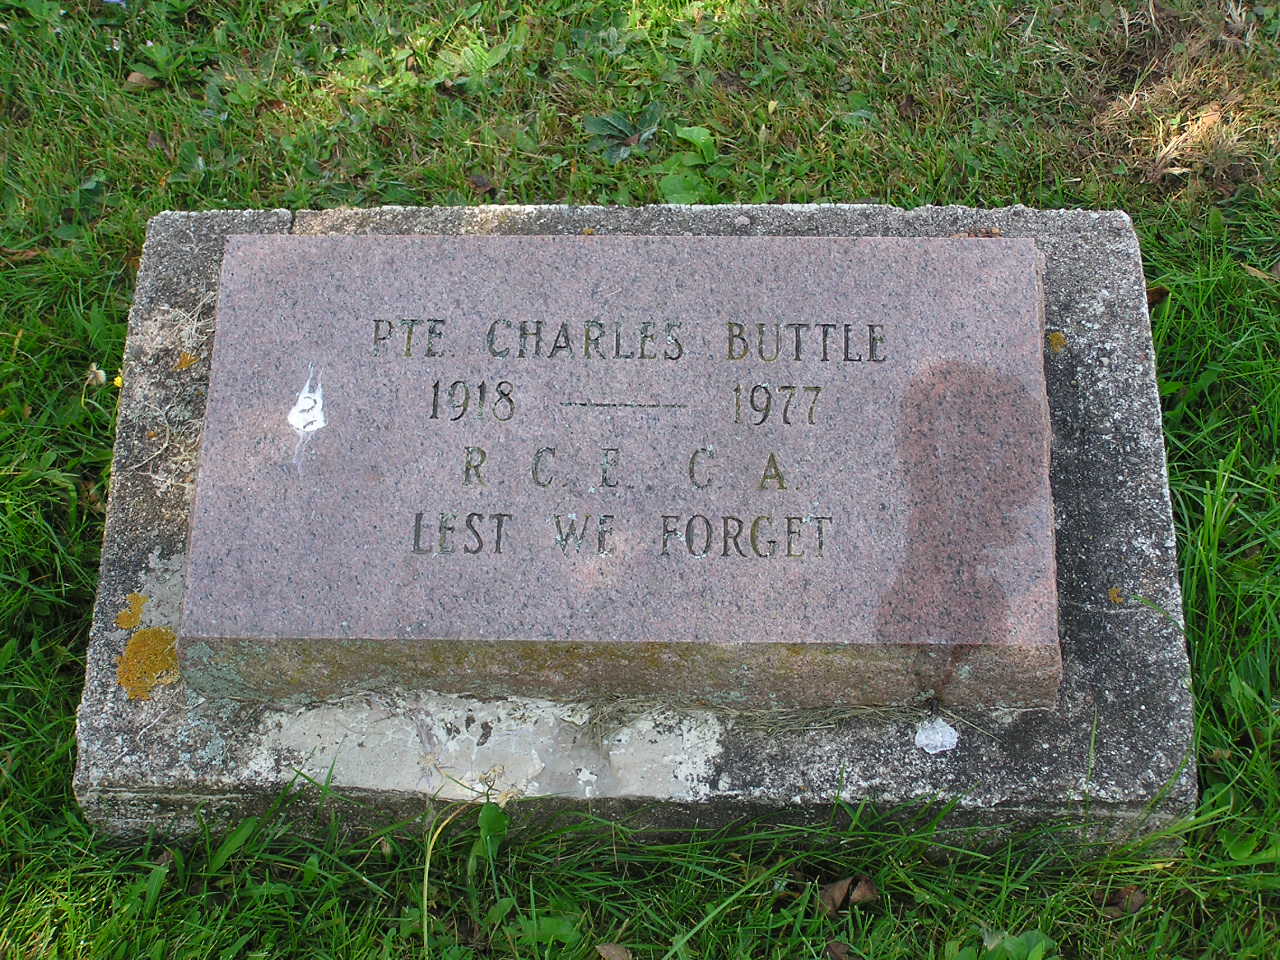 PTE. CHARLES BUTTLE
1918 — 1977
R. C. E. C. A.
LEST WE FORGET